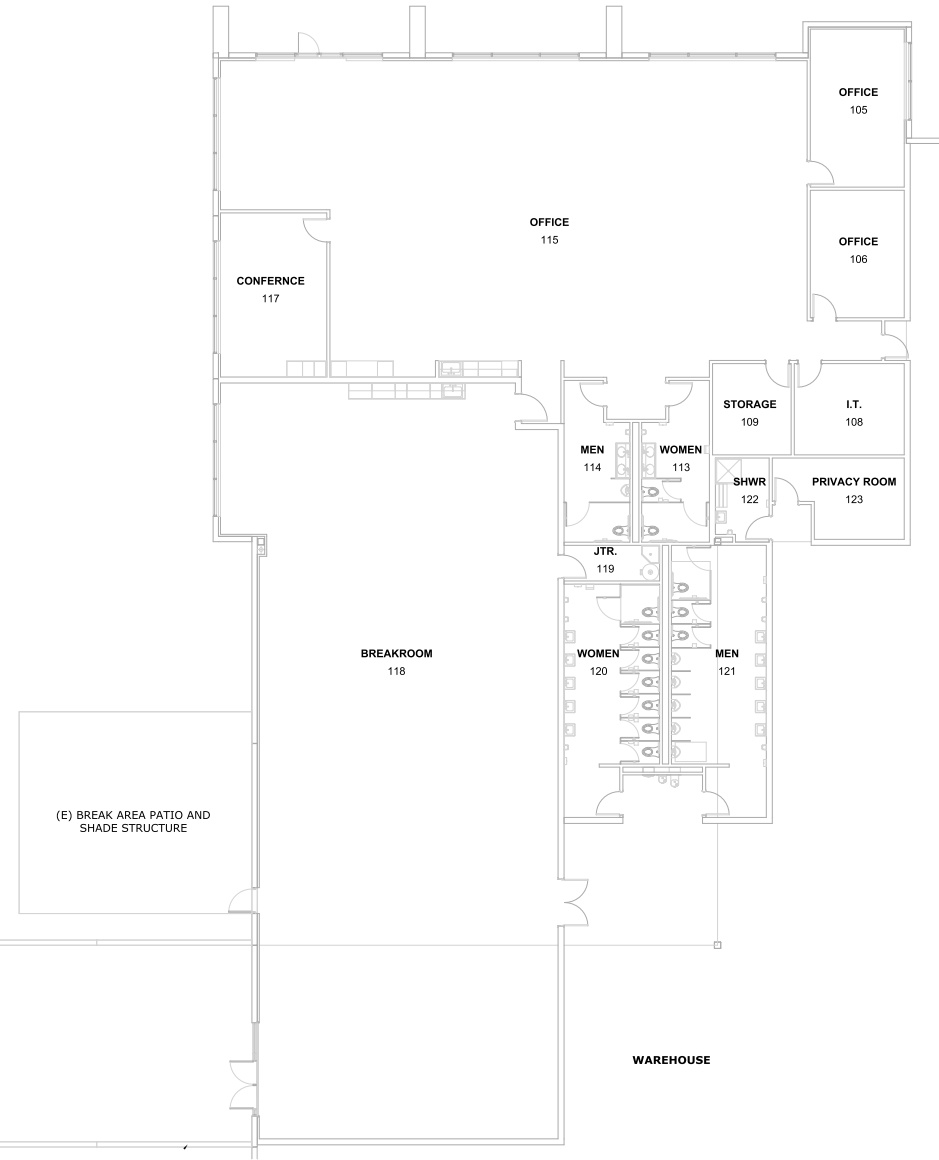 OFFICE
105
OFFICE
115
OFFICE
106
CONFERNCE
117
STORAGE
109
I.T.
108
MEN
114
WOMEN
113
SHWR
122
PRIVACY ROOM
123
JTR.
119
BREAKROOM
118
WOMEN
120
MEN
121
(E) BREAK AREA PATIO AND
SHADE STRUCTURE
WAREHOUSE